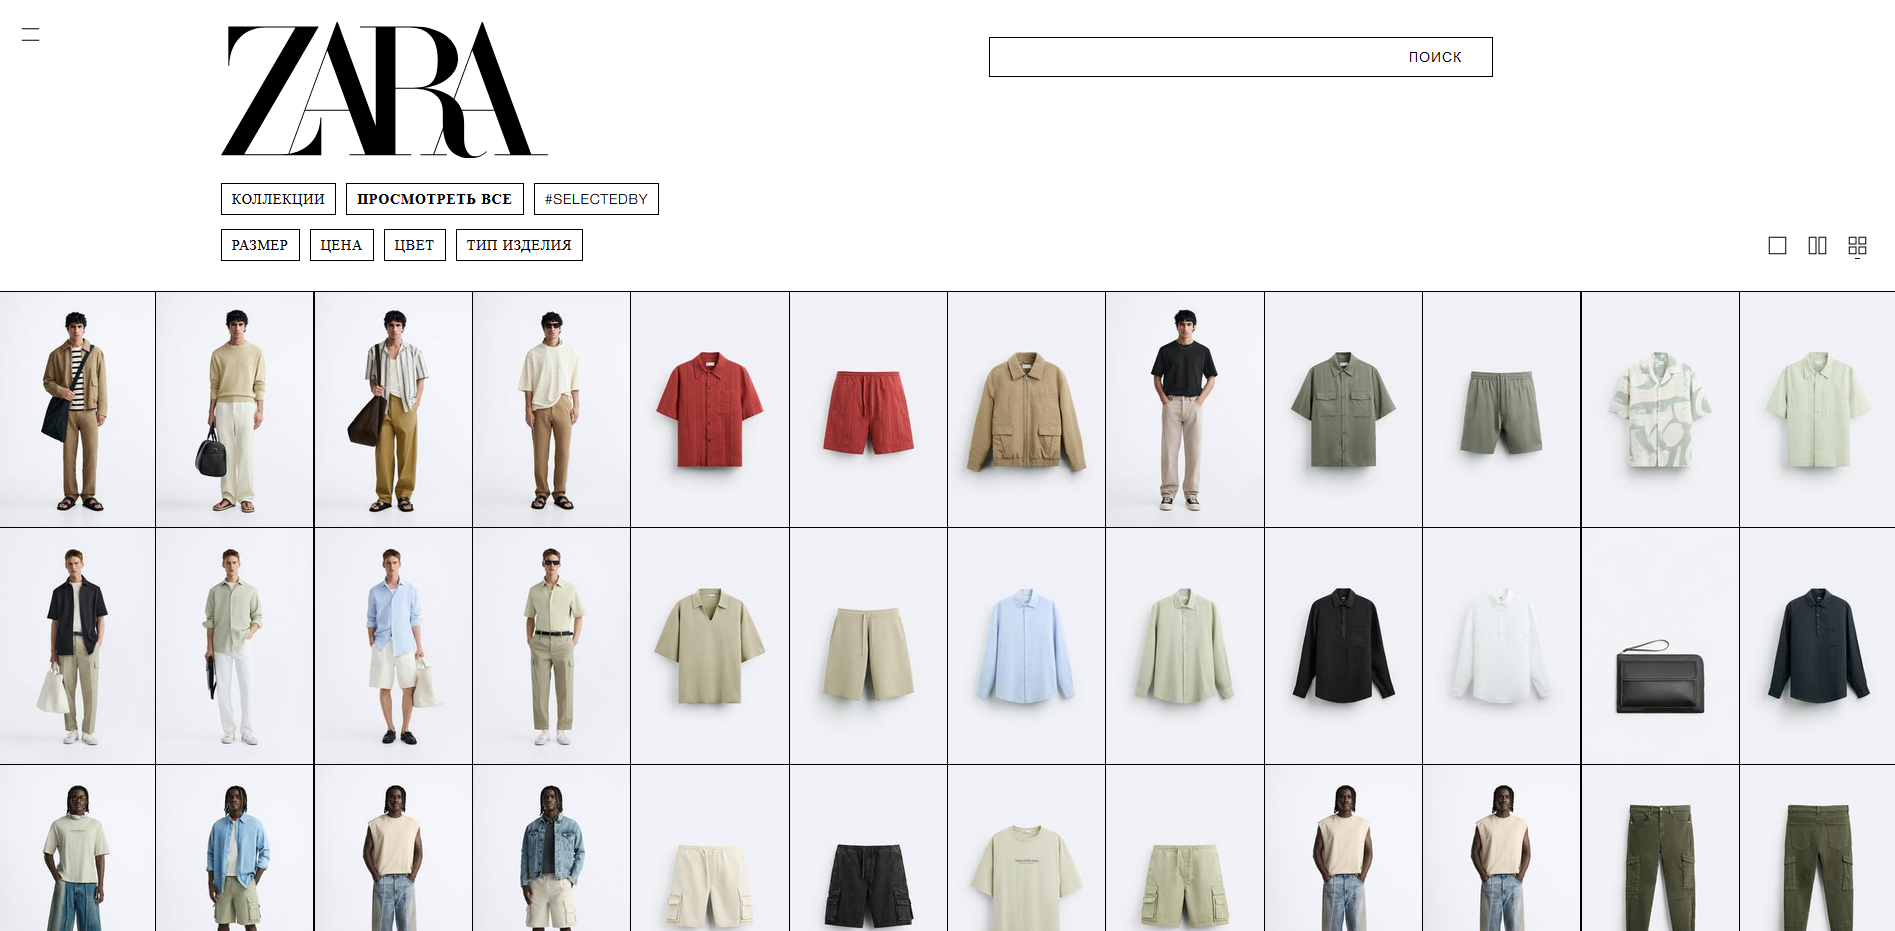 ZARA
ПОИСК
КОЛЛЕКЦИИ ПРОСМОТРЕТЬ ВСЕ #SELECTEDBY
РАЗМЕР ЦЕНА ЦВЕТ ТИП ИЗДЕЛИЯ